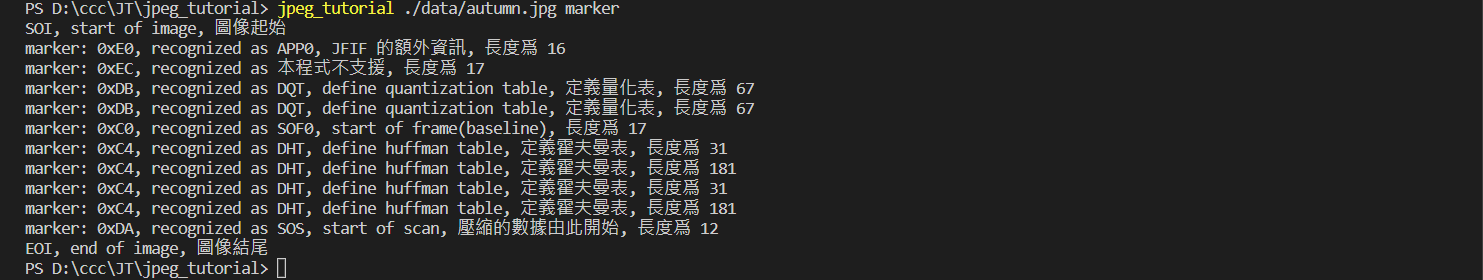 PS D:\ccc\JT\jpeg_tutorial> jpeg_tutorial ./data/autumn.jpg marker
SOI, start of image, 圖像起始
marker: 0xE0, recognized as APP0, JFIF 的額外資訊, 長度爲 16
marker: 0xEC, recognized as 本程式不支援, 長度爲 17
marker: 0xDB, recognized as DQT, define quantization table, 定義量化表, 長度爲 67
marker: 0xDB, recognized as DQT, define quantization table, 定義量化表, 長度爲 67
marker: 0xC0, recognized as SOF0, start of frame(baseline), 長度爲 17
marker: 0xC4, recognized as DHT, define huffman table, 定義霍夫曼表, 長度爲 31
marker: 0xC4, recognized as DHT, define huffman table, 定義霍夫曼表, 長度爲 181
marker: 0xC4, recognized as DHT, define huffman table, 定義霍夫曼表, 長度爲 31
marker: 0xC4, recognized as DHT, define huffman table, 定義霍夫曼表, 長度爲 181
marker: 0xDA, recognized as SOS, start of scan, 壓縮的數據由此開始, 長度爲 12
EOI, end of image, 圖像結尾
PS D:\ccc\JT\jpeg_tutorial>